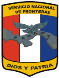 SERVICIO NACIONAL
DE FRONTERAS
DIOS Y PATRIA